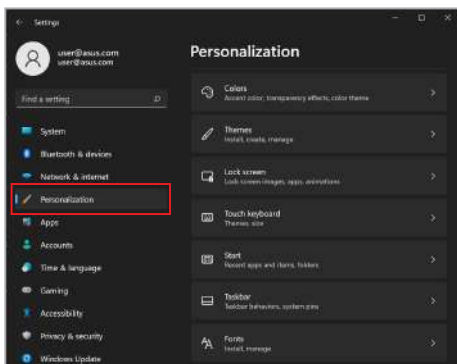 Settings
user@asus.com
user@asus.com
Find a setting
System
Bluetooth & devices
Network & internet
Personalization
Apps
Accounts
Time & language
Gaming
Accessibility
Privacy & security
Windows Update
Personalization
Colors
Accent color, transparency effects, color theme
Themes
Install, create, manage
Lock screen
Lock screen images, apps, animations
Touch keyboard
Themes, size
Start
Recent apps and items, folders
Taskbar
Taskbar behaviors, system pins
Fonts
Install, manage